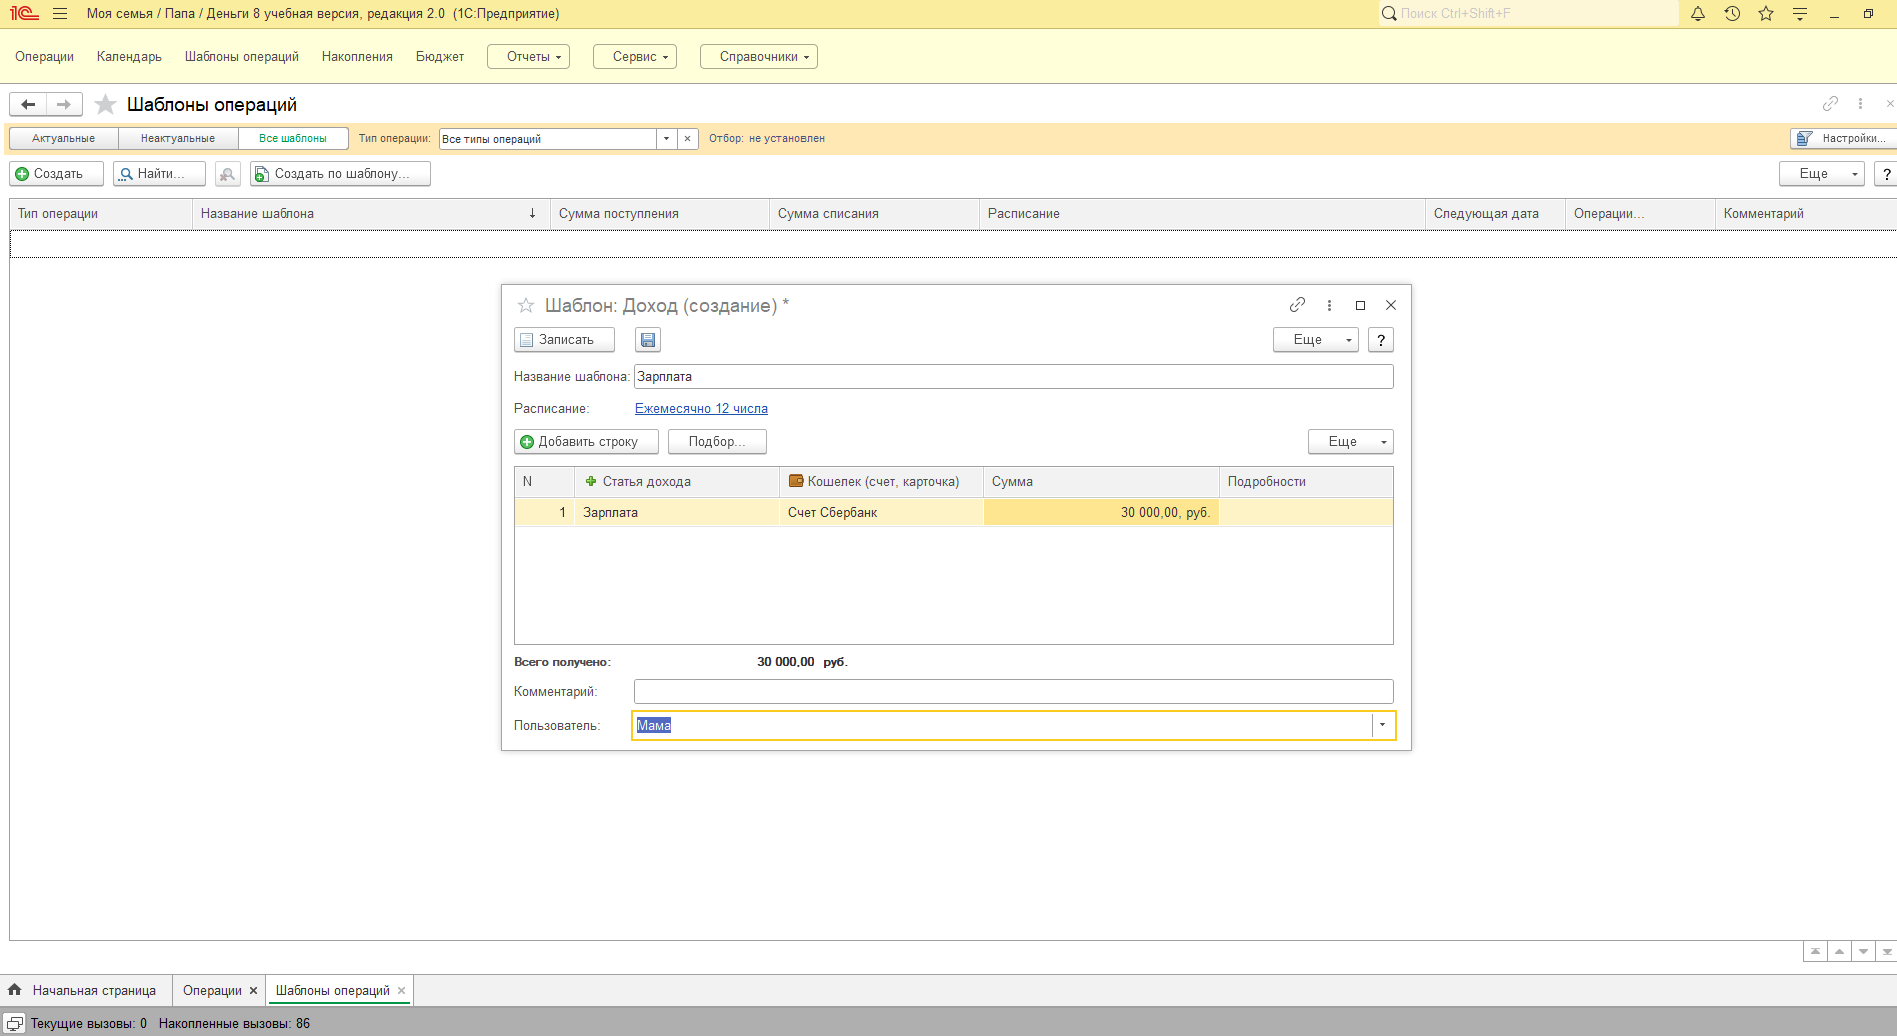 1С Моя семья / Папа / Деньги 8 учебная версия, редакция 2.0 (1С:Предприятие) Поиск Ctrl+Shift+F
Операции Календарь Шаблоны операций Накопления Бюджет Отчеты Сервис Справочники
Шаблоны операций
Актуальные Неактуальные Все шаблоны Тип операции: Все типы операций Отбор: не установлен Настройки...
Создать Найти... Создать по шаблону... Еще ?
Тип операции Название шаблона ↓ Сумма поступления Сумма списания Расписание Следующая дата Операции... Комментарий
Шаблон: Доход (создание) *
Записать Еще ?
Название шаблона: Зарплата
Расписание: Ежемесячно 12 числа
Добавить строку Подбор... Еще
N Статья дохода Кошелек (счет, карточка) Сумма Подробности
1 Зарплата Счет Сбербанк 30 000,00, руб.
Всего получено: 30 000,00 руб.
Комментарий:
Пользователь: Мама
Начальная страница Операции × Шаблоны операций ×
Текущие вызовы: 0 Накопленные вызовы: 86